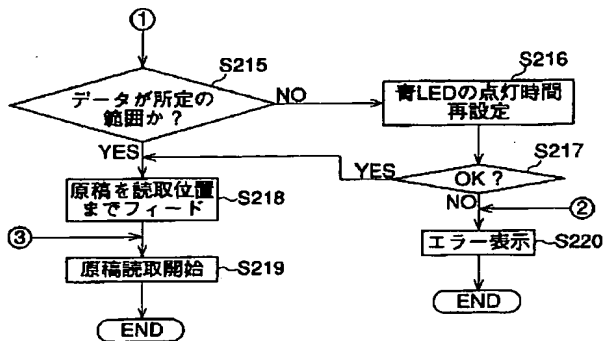 ①
S215
データが所定の
範囲か？
NO
YES
S216
青LEDの点灯時間
再設定
S217
OK？
YES
NO
②
原稿を読取位置
までフィード
S218
③
エラー表示
S220
原稿読取開始
S219
END
END